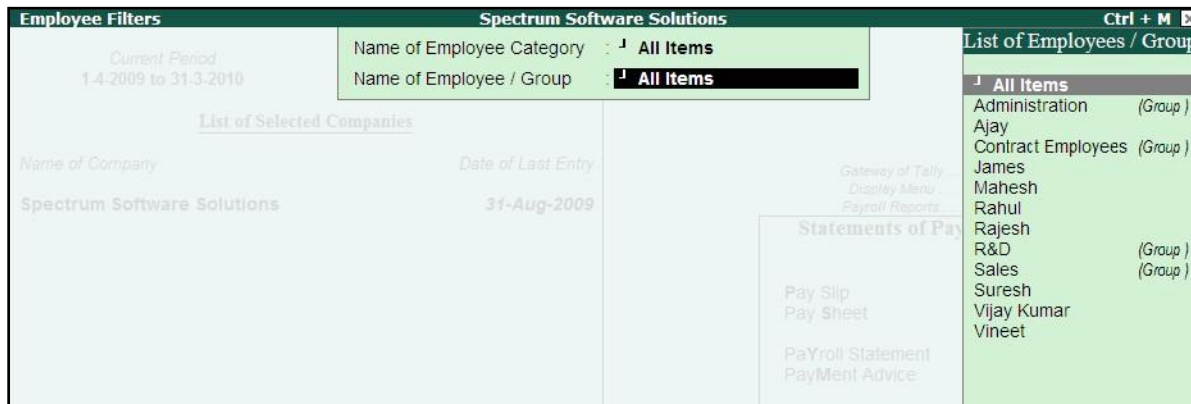 Employee Filters Spectrum Software Solutions Ctrl + M
Name of Employee Category : ┘ All Items
Name of Employee / Group : ┘ All Items
Current Period
1-4-2009 to 31-3-2010
List of Selected Companies
Name of Company Date of Last Entry
Spectrum Software Solutions 31-Aug-2009
Gateway of Tally ....
Display Menu ....
Payroll Reports....
Statements of Pay
Pay Slip
Pay Sheet
PaYroll Statement
PayMent Advice
List of Employees / Group
┘ All Items
Administration (Group)
Ajay
Contract Employees (Group)
James
Mahesh
Rahul
Rajesh
R&D (Group)
Sales (Group)
Suresh
Vijay Kumar
Vineet